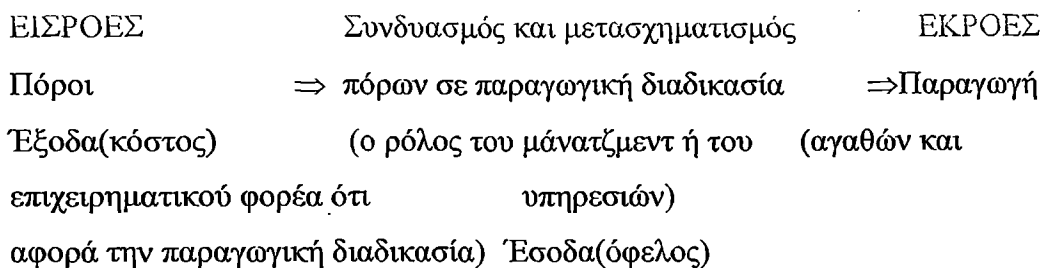 ΕΙΣΡΟΕΣ Συνδυασμός και μετασχηματισμός ΕΚΡΟΕΣ
Πόροι ⇒ πόρων σε παραγωγική διαδικασία ⇒Παραγωγή
Έξοδα(κόστος) (ο ρόλος του μάνατζμεντ ή του (αγαθών και
επιχειρηματικού φορέα ότι υπηρεσιών)
αφορά την παραγωγική διαδικασία) Έσοδα(όφελος)